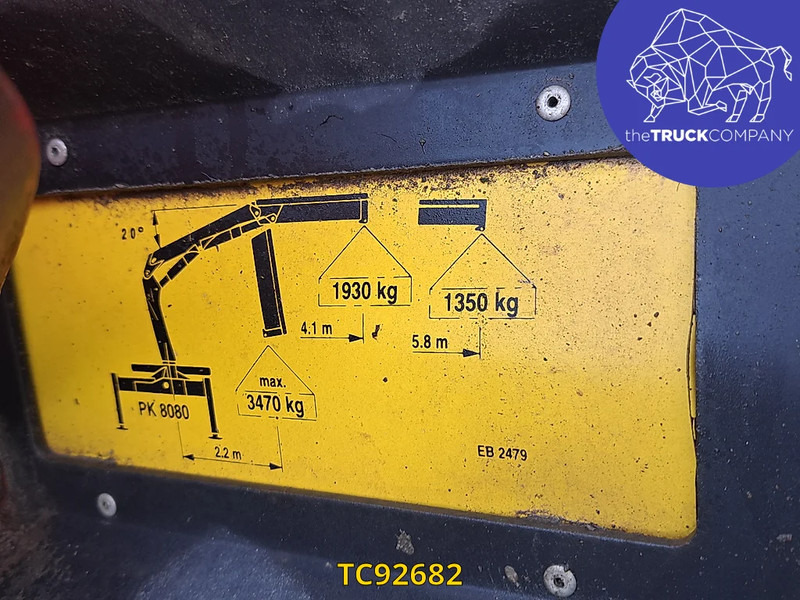 theTRUCKCOMPANY
20°
1930 kg
1350 kg
4.1 m
5.8 m
max.
3470 kg
PK 8080
2.2 m
EB 2479
TC92682